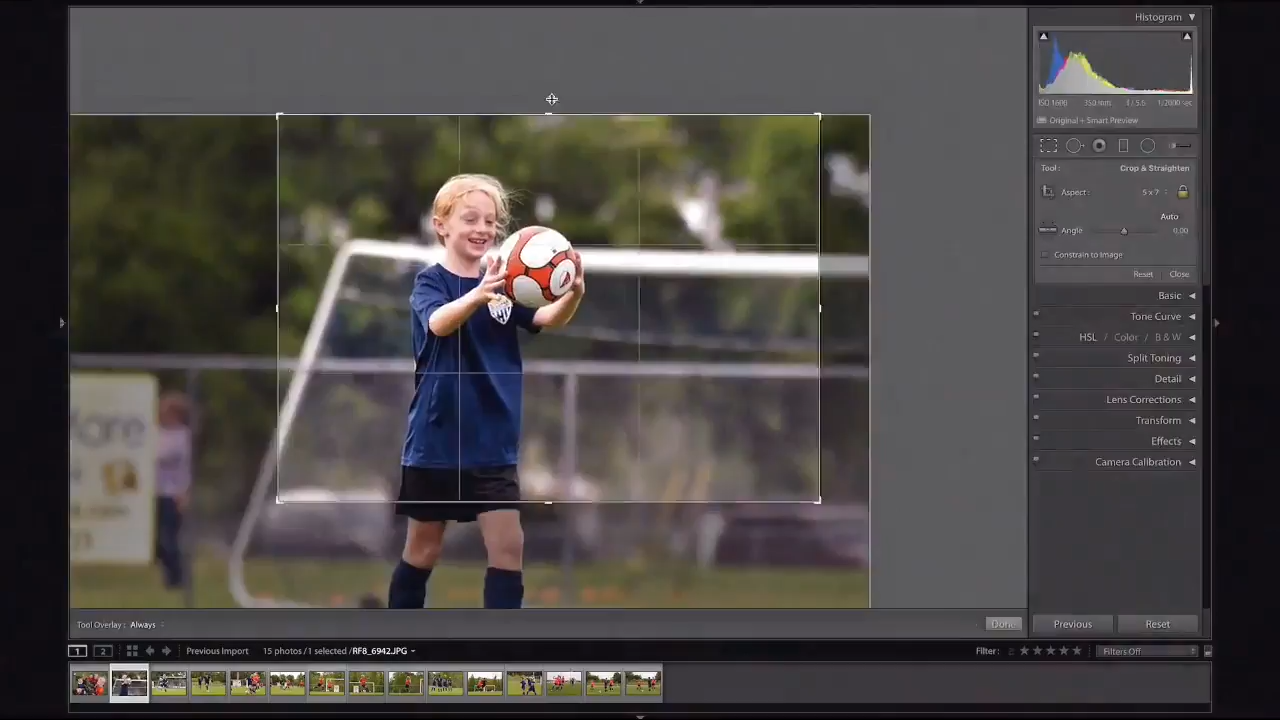 Histogram
ISO 1600 350 mm f / 5.6 1/2000 sec
Original + Smart Preview
Tool : Crop & Straighten
Aspect : 5 x 7
Auto
Angle 0.00
Constrain to Image
Reset Close
Basic
Tone Curve
HSL / Color / B & W
Split Toning
Detail
Lens Corrections
Transform
Effects
Camera Calibration
Tool Overlay : Always
Done
Previous Reset
1 2 Previous Import 15 photos / 1 selected / RF8_6942.JPG
Filter : Filters Off